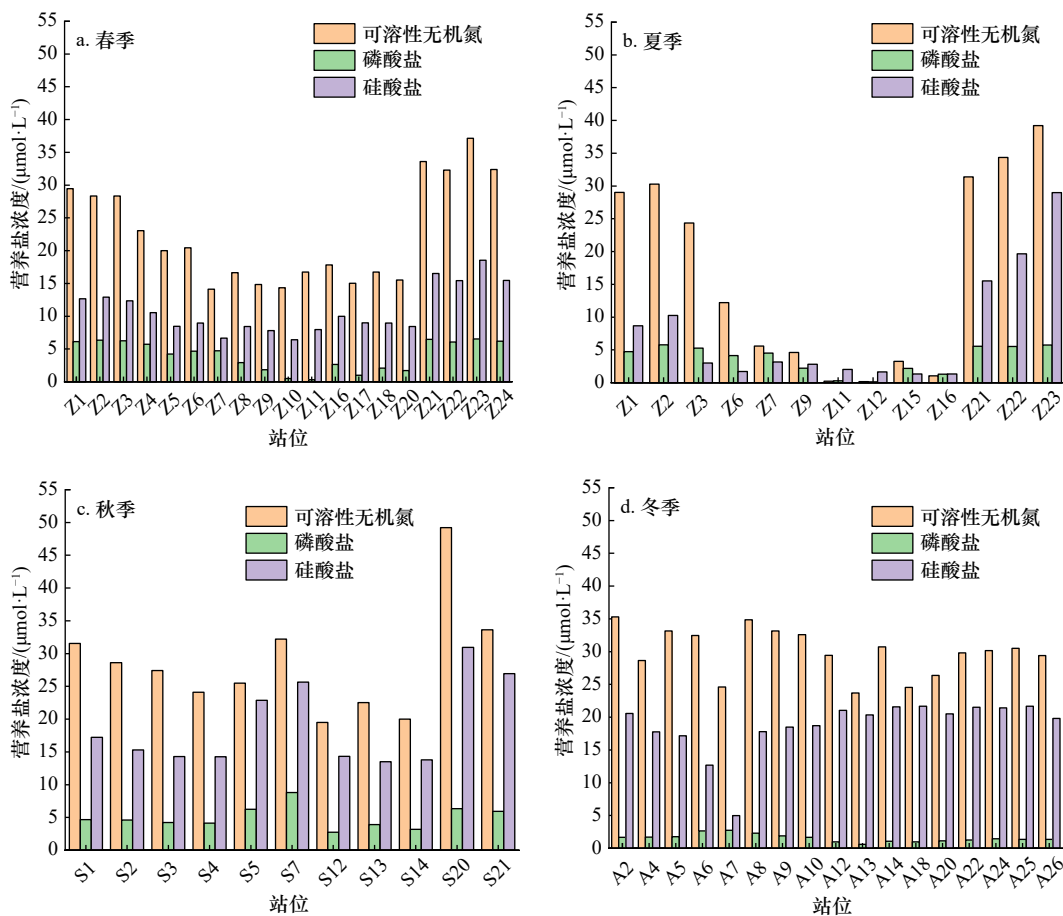 a. 春季
可溶性无机氮
磷酸盐
硅酸盐
营养盐浓度/(μmol·L⁻¹)
55
50
45
40
35
30
25
20
15
10
5
0
Z1 Z2 Z3 Z4 Z5 Z6 Z7 Z8 Z9 Z10 Z11 Z16 Z17 Z18 Z20 Z21 Z22 Z23 Z24
站位
b. 夏季
可溶性无机氮
磷酸盐
硅酸盐
营养盐浓度/(μmol·L⁻¹)
55
50
45
40
35
30
25
20
15
10
5
0
Z1 Z2 Z3 Z6 Z7 Z9 Z11 Z12 Z15 Z16 Z21 Z22 Z23
站位
c. 秋季
可溶性无机氮
磷酸盐
硅酸盐
营养盐浓度/(μmol·L⁻¹)
55
50
45
40
35
30
25
20
15
10
5
0
S1 S2 S3 S4 S5 S7 S12 S13 S14 S20 S21
站位
d. 冬季
可溶性无机氮
磷酸盐
硅酸盐
营养盐浓度/(μmol·L⁻¹)
55
50
45
40
35
30
25
20
15
10
5
0
A2 A4 A5 A6 A7 A8 A9 A10 A12 A13 A14 A18 A20 A22 A24 A25 A26
站位